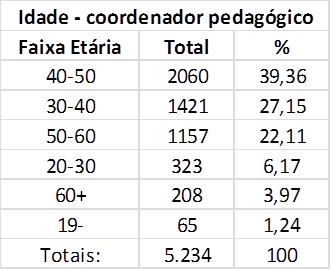 Idade - coordenador pedagógico
Faixa Etária Total %
40-50 2060 39,36
30-40 1421 27,15
50-60 1157 22,11
20-30 323 6,17
60+ 208 3,97
19- 65 1,24
Totais: 5.234 100